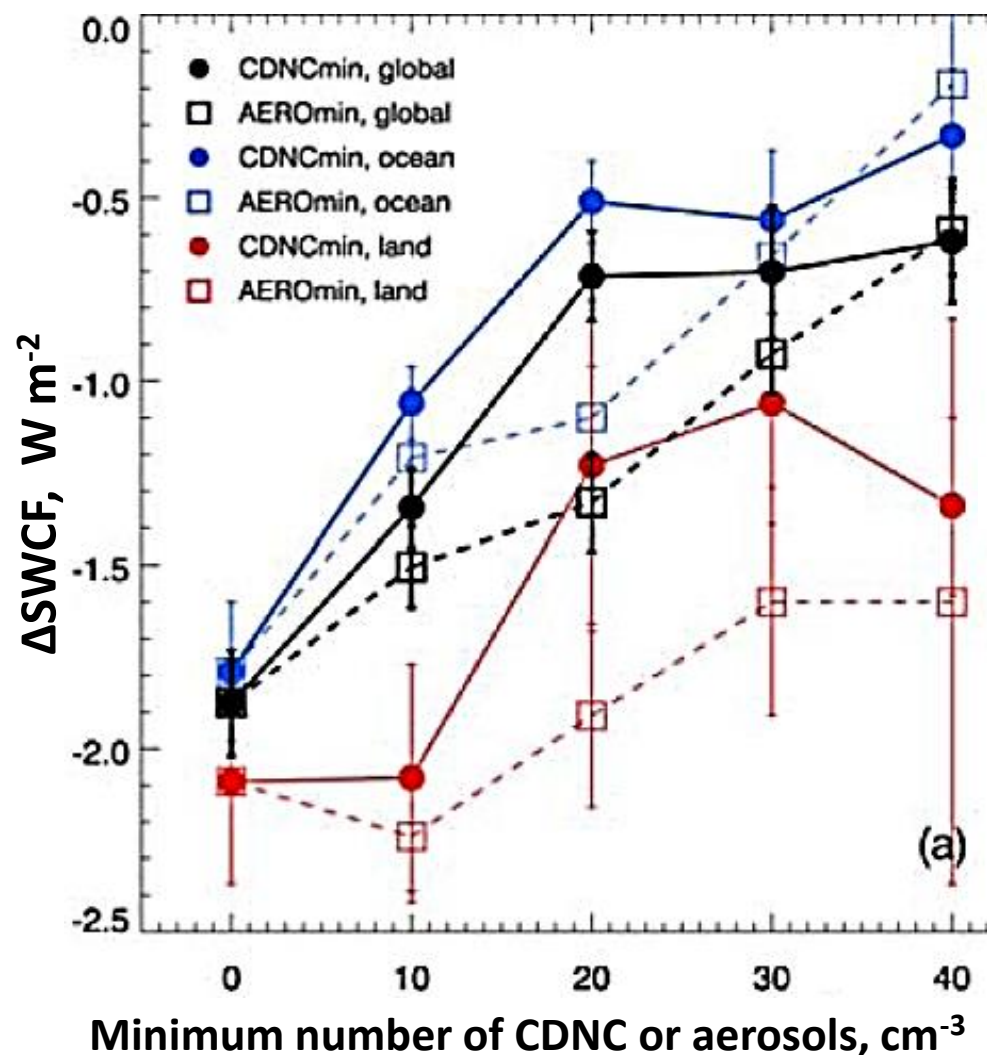 0.0
-0.5
-1.0
-1.5
-2.0
-2.5
ΔSWCF, W m⁻²
CDNCmin, global
AEROmin, global
CDNCmin, ocean
AEROmin, ocean
CDNCmin, land
AEROmin, land
(a)
0 10 20 30 40
Minimum number of CDNC or aerosols, cm⁻³